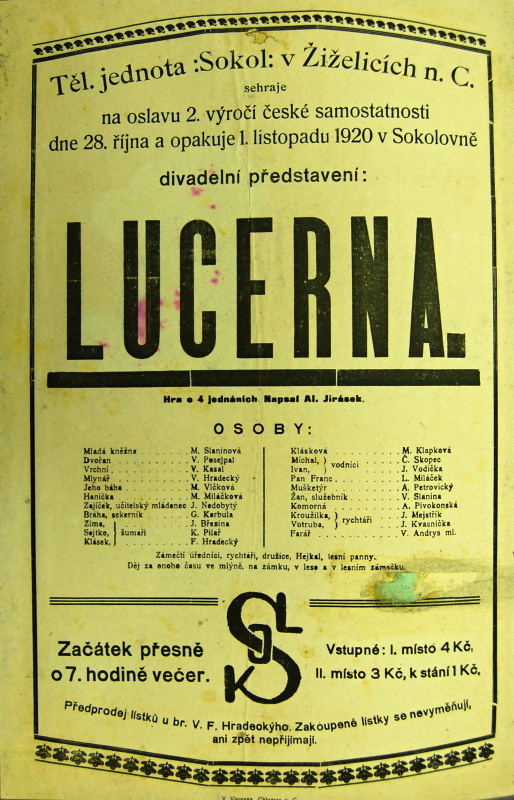 Těl. jednota :Sokol: v Žiželicích n. C.
sehraje
na oslavu 2. výročí české samostatnosti
dne 28. října a opakuje 1. listopadu 1920 v Sokolovně
divadelní představení:
LUCERNA.
Hra o 4 jednáních. Napsal Al. Jirásek.
OSOBY:
Mladá kněžna . . . . . M. Slaninová
Dvořan . . . . . V. Posejpal
Vrchní . . . . . V. Kasal
Mlynář . . . . . V. Hradecký
Jeho bába . . . . . M. Vlčková
Hanička . . . . . M. Miláčková
Zajíček, učitelský mládenec J. Nedobytý
Braha, sekerník . . . . . G. Karbula
Zima, } J. Březina
Sejtko, } šumaři . . . . . K. Pilař
Klásek, } F. Hradecký
Klásková . . . . . M. Klapková
Michal, } vodníci . . . . . Č. Skopec
Ivan, } J. Vodička
Pan Franc . . . . . L. Miláček
Mušketýr . . . . . A. Petrovický
Žan, služebník . . . . . V. Slanina
Komorná . . . . . A. Pivokonská
Kroužilka, } rychtáři . . . . . J. Mejstřík
Votruba, } J. Kvasnička
Farář . . . . . V. Andrys ml.
Zámečtí úředníci, rychtáři, družice, Hejkal, lesní panny.
Děj za onoho času ve mlýně, na zámku, v lese a v lesním zámečku.
SOKOL
Začátek přesně
o 7. hodině večer.
Vstupné: I. místo 4 Kč,
II. místo 3 Kč, k stání 1 Kč,
Předprodej lístků u br. V. F. Hradeokýho. Zakoupené lístky se nevyměňují,
ani zpět nepřijímají.